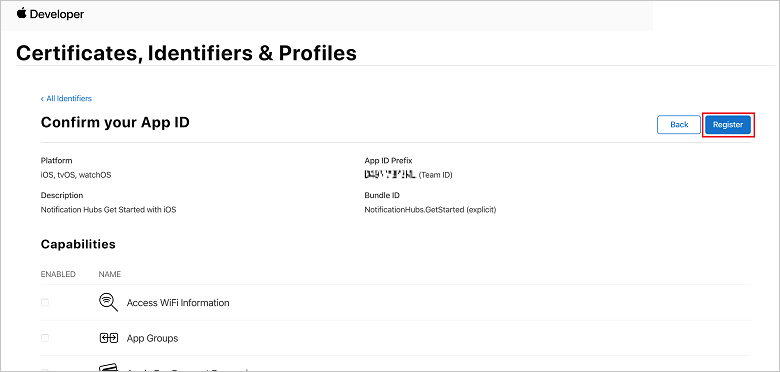 Developer
Certificates, Identifiers & Profiles
‹ All Identifiers
Confirm your App ID
Back
Register
Platform
App ID Prefix
iOS, tvOS, watchOS
(Team ID)
Description
Bundle ID
Notification Hubs Get Started with iOS
NotificationHubs.GetStarted (explicit)
Capabilities
ENABLED
NAME
Access WiFi Information
App Groups